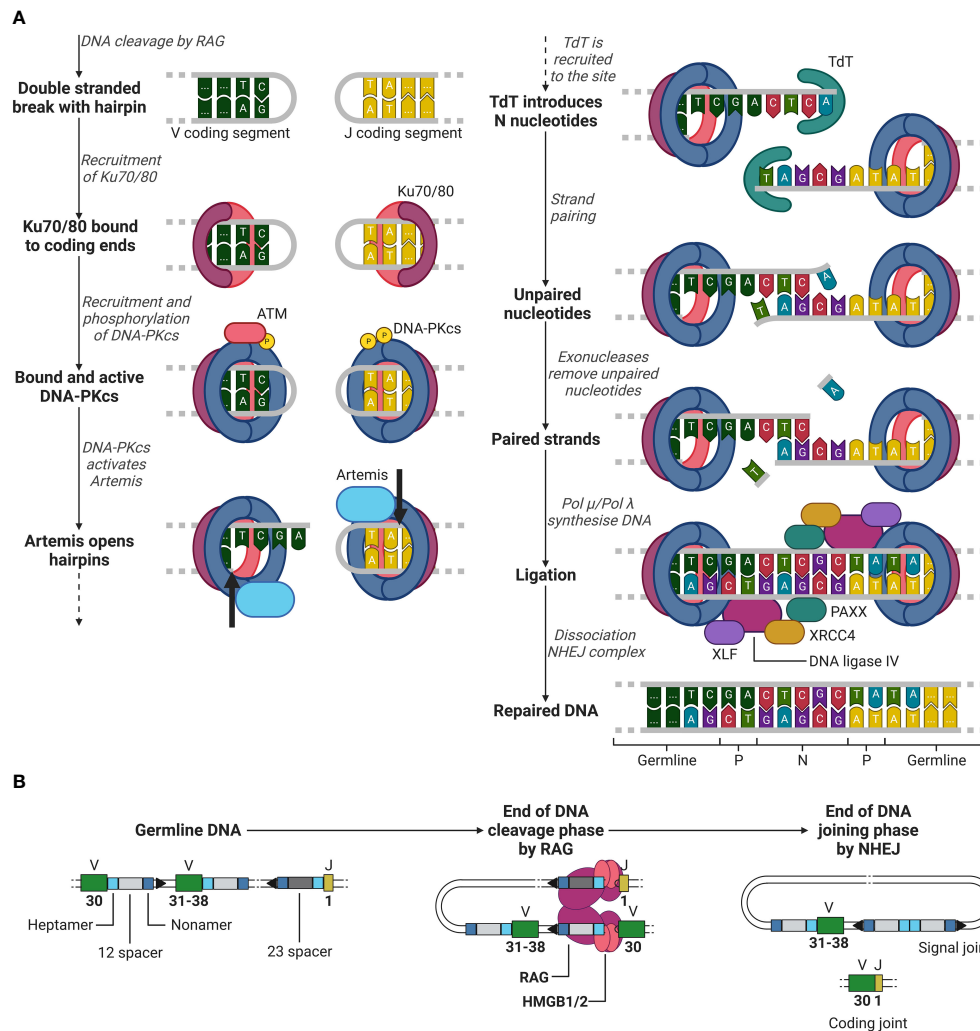 A
DNA cleavage by RAG
Double stranded
break with hairpin
... ... T C
... ... A G
V coding segment
T A ... ...
A T ... ...
J coding segment
Recruitment
of Ku70/80
Ku70/80
Ku70/80 bound
to coding ends
... T C
... A G
T A ...
A T ...
Recruitment and
phosphorylation
of DNA-PKcs
ATM
P
DNA-PKcs
P P
Bound and active
DNA-PKcs
... T C
... A G
T A ...
A T ...
DNA-PKcs
activates
Artemis
Artemis
Artemis opens
hairpins
T C G A
T A
A T
TdT is
recruited
to the site
TdT
TdT introduces
N nucleotides
T C G A C T C A
T A G C G A T A T
Strand
pairing
Unpaired
nucleotides
T C G A C T C A
T A G C G A T A T
Exonucleases
remove unpaired
nucleotides
A
Paired strands
T C G A C T C
A G C G A T A T
T
Pol μ/Pol λ
synthesise DNA
Ligation
T C G A C T C G C T A T A
A G C T G A G C G A T A T
PAXX
XRCC4
XLF
DNA ligase IV
Dissociation
NHEJ complex
Repaired DNA
... ... T C G A C T C G C T A T A ... ...
... ... A G C T G A G C G A T A T ... ...
Germline P N P Germline
B
Germline DNA
End of DNA
cleavage phase
by RAG
End of DNA
joining phase
by NHEJ
V V J
30 31-38 1
Heptamer Nonamer
12 spacer 23 spacer
J
1
V V
31-38 30
RAG
HMGB1/2
V
31-38
Signal join
V J
30 1
Coding joint